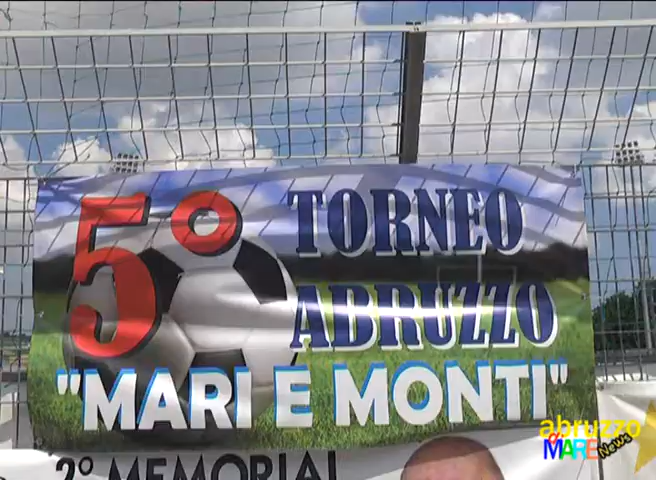 5° TORNEO
ABRUZZO
"MARI E MONTI"
abruzzo
MARE News
2° MEMORIAL